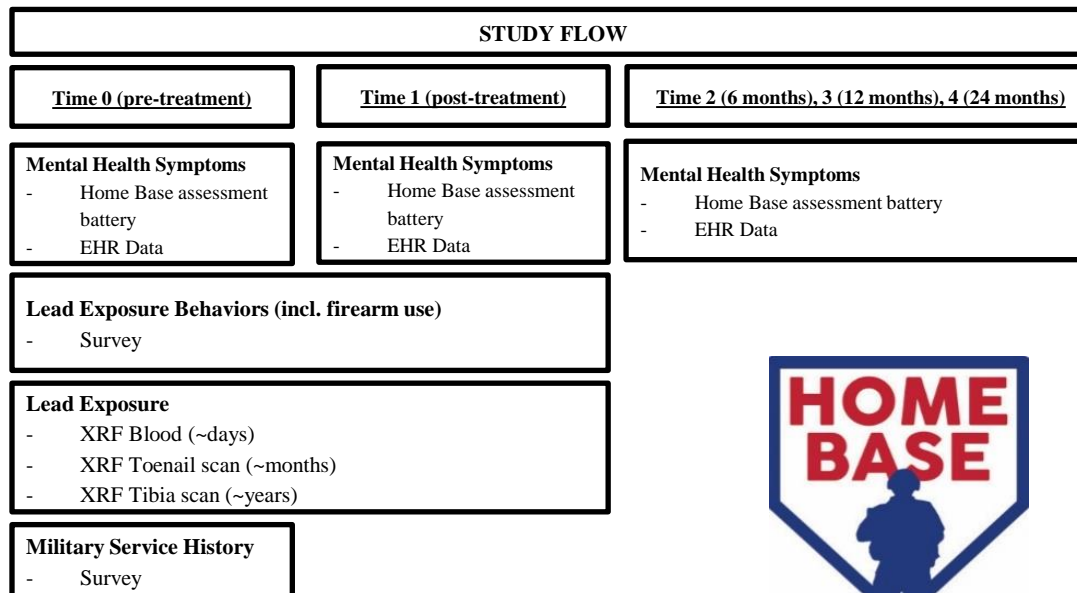 STUDY FLOW
Time 0 (pre-treatment)
Time 1 (post-treatment)
Time 2 (6 months), 3 (12 months), 4 (24 months)
Mental Health Symptoms
- Home Base assessment
battery
- EHR Data
Mental Health Symptoms
- Home Base assessment
battery
- EHR Data
Mental Health Symptoms
- Home Base assessment battery
- EHR Data
Lead Exposure Behaviors (incl. firearm use)
- Survey
Lead Exposure
- XRF Blood (~days)
- XRF Toenail scan (~months)
- XRF Tibia scan (~years)
Military Service History
- Survey
HOME
BASE